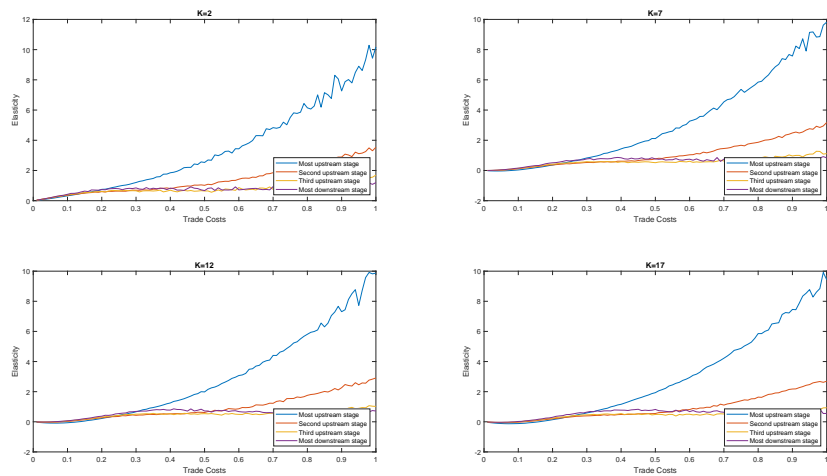 K=2
12
10
8
6
4
2
0
Elasticity
0 0.1 0.2 0.3 0.4 0.5 0.6 0.7 0.8 0.9 1
Trade Costs
Most upstream stage
Second upstream stage
Third upstream stage
Most downstream stage
K=7
10
8
6
4
2
0
-2
Elasticity
0 0.1 0.2 0.3 0.4 0.5 0.6 0.7 0.8 0.9 1
Trade Costs
Most upstream stage
Second upstream stage
Third upstream stage
Most downstream stage
K=12
10
8
6
4
2
0
-2
Elasticity
0 0.1 0.2 0.3 0.4 0.5 0.6 0.7 0.8 0.9 1
Trade Costs
Most upstream stage
Second upstream stage
Third upstream stage
Most downstream stage
K=17
10
8
6
4
2
0
-2
Elasticity
0 0.1 0.2 0.3 0.4 0.5 0.6 0.7 0.8 0.9 1
Trade Costs
Most upstream stage
Second upstream stage
Third upstream stage
Most downstream stage